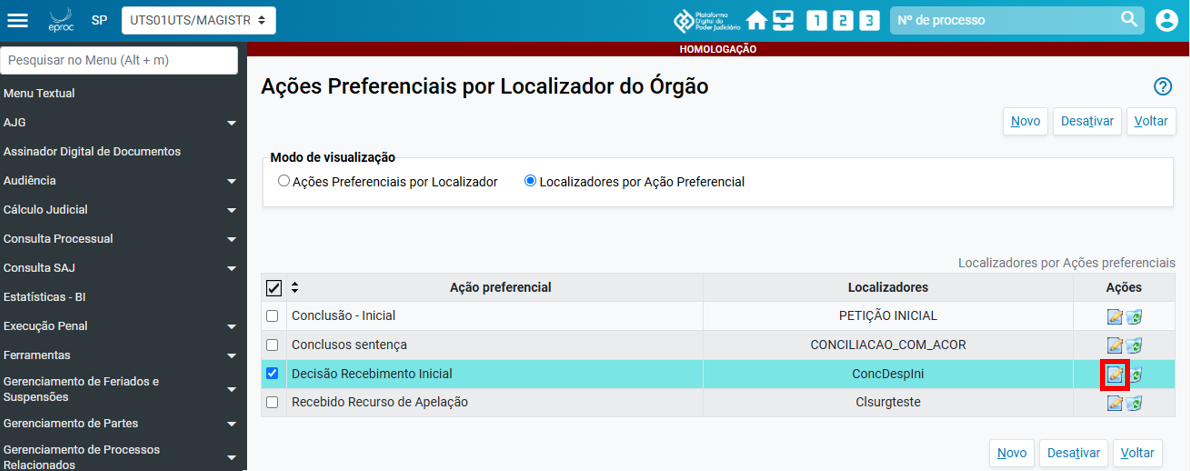 eproc
SP
UTS01UTS/MAGISTR
Plataforma
Digital do
Poder Judiciário
1 2 3
Nº de processo
HOMOLOGAÇÃO
Pesquisar no Menu (Alt + m)
Menu Textual
AJG
Assinador Digital de Documentos
Audiência
Cálculo Judicial
Consulta Processual
Consulta SAJ
Estatísticas - BI
Execução Penal
Ferramentas
Gerenciamento de Feriados e
Suspensões
Gerenciamento de Partes
Gerenciamento de Processos
Relacionados
Ações Preferenciais por Localizador do Órgão
?
Novo Desativar Voltar
Modo de visualização
Ações Preferenciais por Localizador Localizadores por Ação Preferencial
Localizadores por Ações preferenciais
Ação preferencial Localizadores Ações
Conclusão - Inicial PETIÇÃO INICIAL
Conclusos sentença CONCILIACAO_COM_ACOR
Decisão Recebimento Inicial ConcDespIni
Recebido Recurso de Apelação Clsurgteste
Novo Desativar Voltar